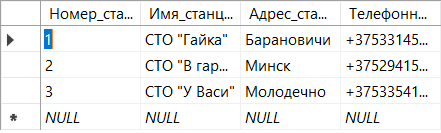 Номер_ста... Имя_станц... Адрес_ста... Телефонн...
1 СТО "Гайка" Барановичи +37533145...
2 СТО "В гар... Минск +37529415...
3 СТО "У Васи" Молодечно +37533541...
NULL NULL NULL NULL